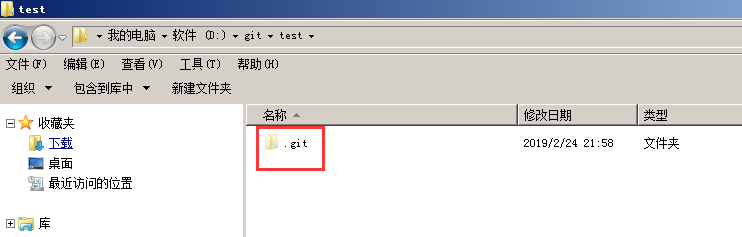 test
我的电脑 软件 (D:) git test
文件(F) 编辑(E) 查看(V) 工具(T) 帮助(H)
组织 包含到库中 新建文件夹
名称 修改日期 类型
收藏夹
下载
桌面
最近访问的位置
库
.git 2019/2/24 21:58 文件夹